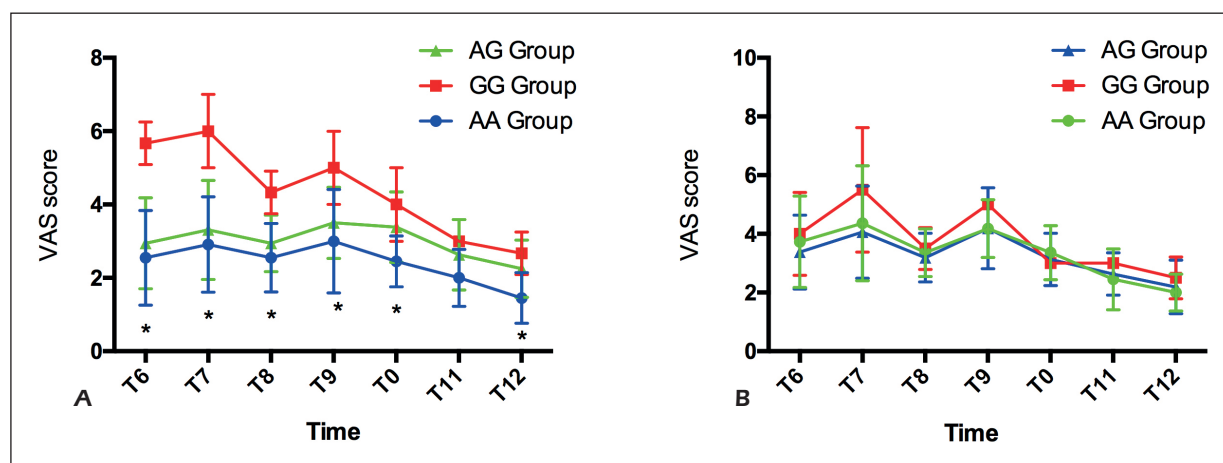 8
6
4
2
0
VAS score
AG Group
GG Group
AA Group
*
*
*
*
*
*
T6
T7
T8
T9
T0
T11
T12
A
Time
10
8
6
4
2
0
VAS score
AG Group
GG Group
AA Group
T6
T7
T8
T9
T0
T11
T12
B
Time